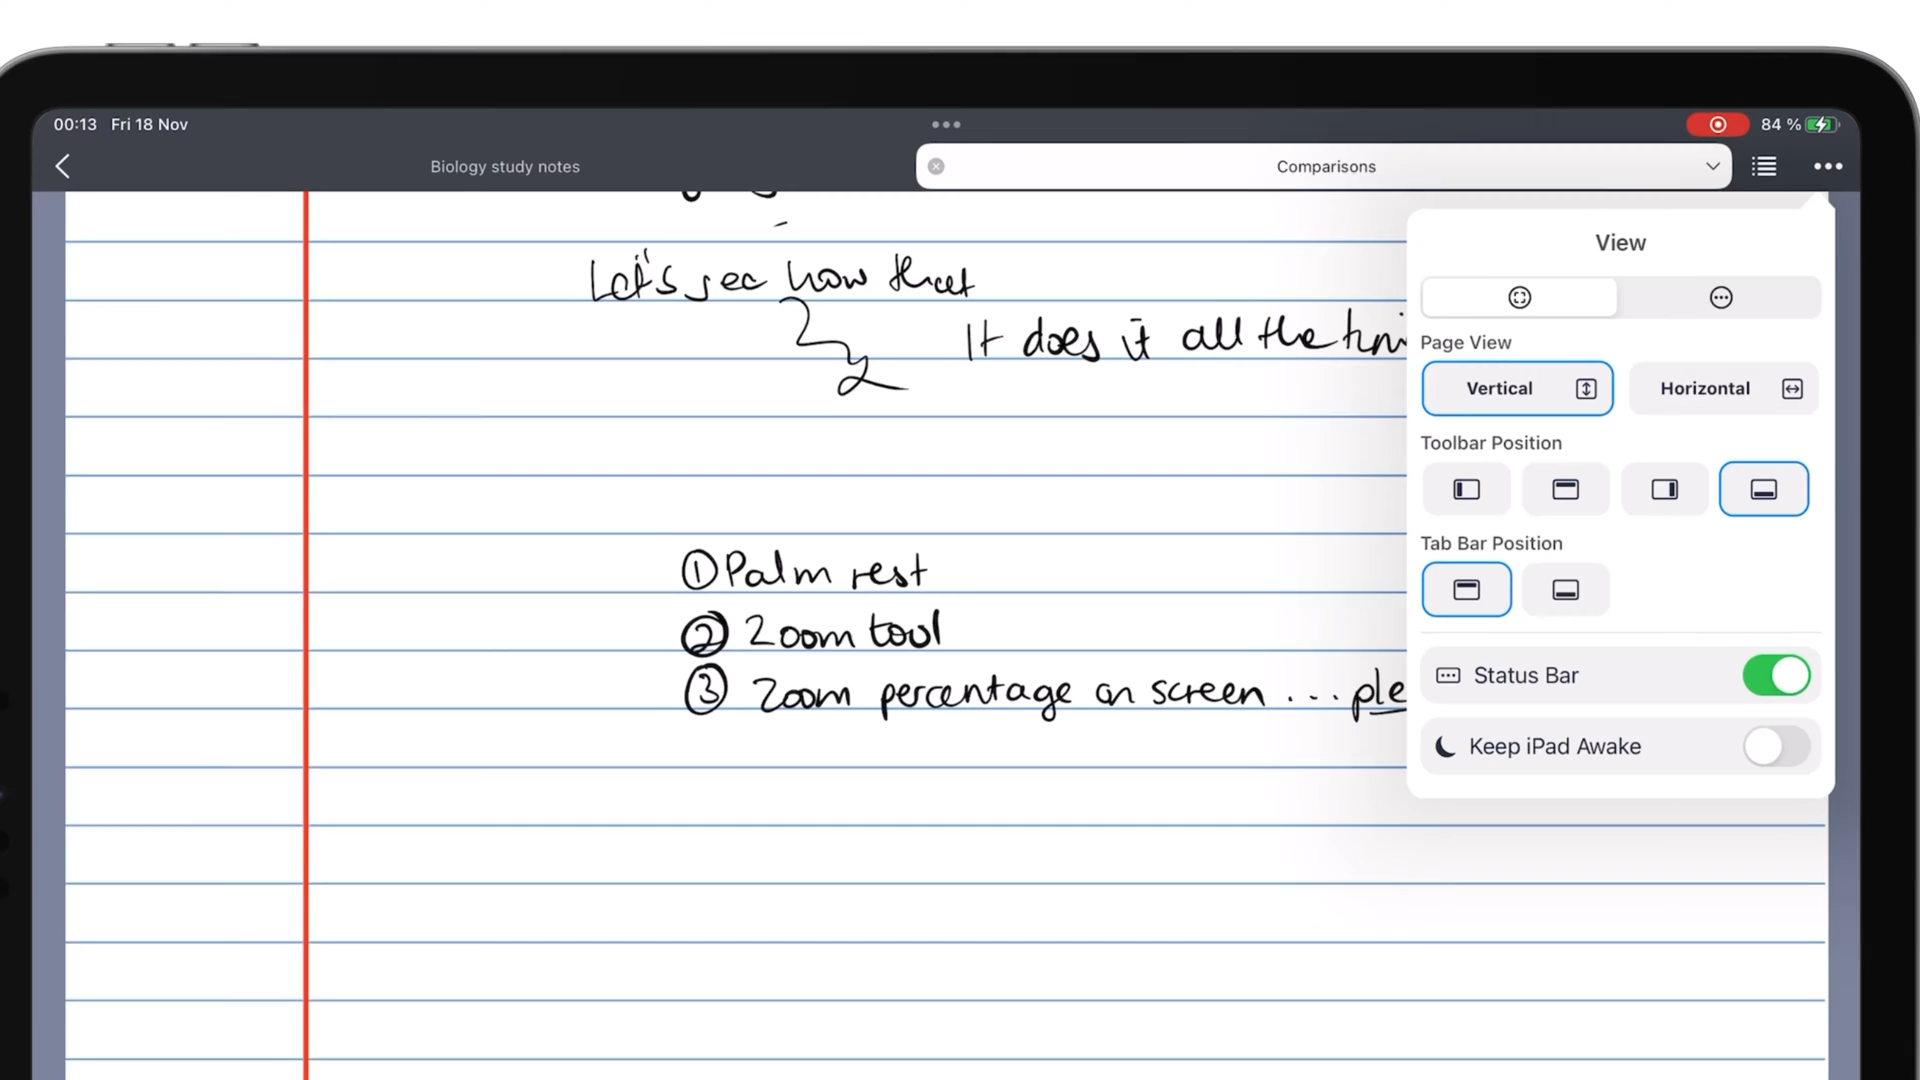 00:13 Fri 18 Nov
84 %
Biology study notes
Comparisons
Let's see how that
It does it all the
① Palm rest
② Zoom tool
③ Zoom percentage on screen ... ple
View
Page View
Vertical
Horizontal
Toolbar Position
Tab Bar Position
Status Bar
Keep iPad Awake